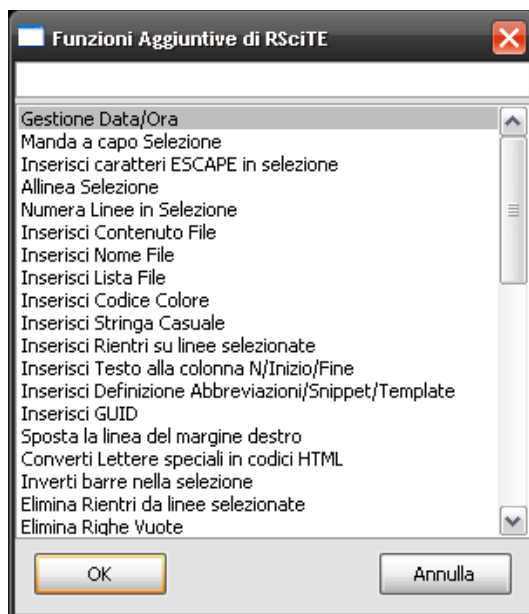 Funzioni Aggiuntive di RSciTE
Gestione Data/Ora
Manda a capo Selezione
Inserisci caratteri ESCAPE in selezione
Allinea Selezione
Numera Linee in Selezione
Inserisci Contenuto File
Inserisci Nome File
Inserisci Lista File
Inserisci Codice Colore
Inserisci Stringa Casuale
Inserisci Rientri su linee selezionate
Inserisci Testo alla colonna N/Inizio/Fine
Inserisci Definizione Abbreviazioni/Snippet/Template
Inserisci GUID
Sposta la linea del margine destro
Converti Lettere speciali in codici HTML
Inverti barre nella selezione
Elimina Rientri da linee selezionate
Elimina Righe Vuote
OK Annulla